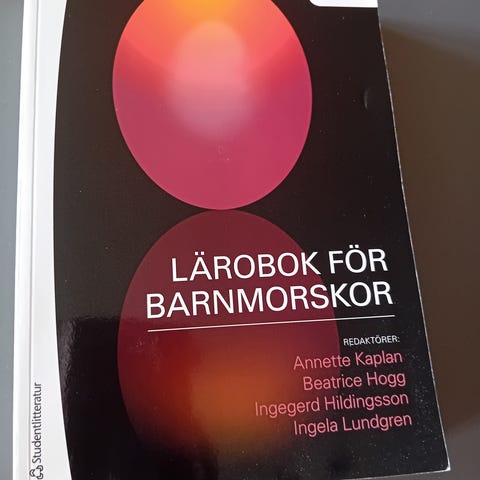 LÄROBOK FÖR
BARNMORSKOR
REDAKTÖRER:
Annette Kaplan
Beatrice Hogg
Ingegerd Hildingsson
Ingela Lundgren
Studentlitteratur